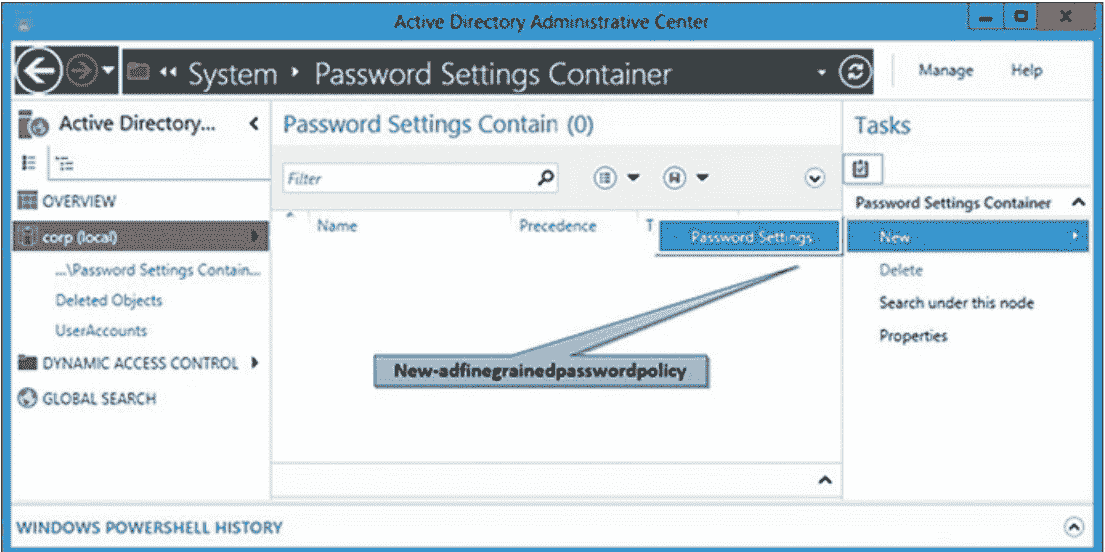 Active Directory Administrative Center
System Password Settings Container
Manage Help
Active Directory...
Password Settings Contain (0)
Tasks
Filter
OVERVIEW
Password Settings Container
corp (local)
Name Precedence T
Password Settings
New
...\Password Settings Contain...
Delete
Deleted Objects
Search under this node
UserAccounts
Properties
DYNAMIC ACCESS CONTROL
New-adfinegrainedpasswordpolicy
GLOBAL SEARCH
WINDOWS POWERSHELL HISTORY